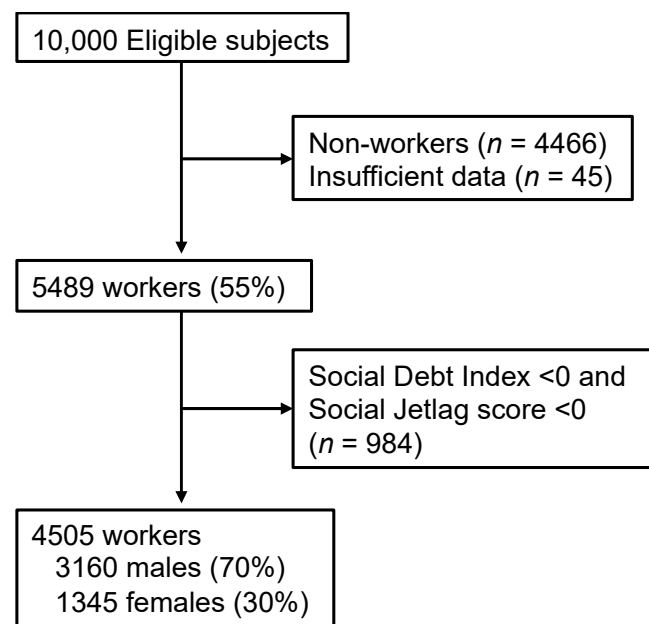 10,000 Eligible subjects
Non-workers (n = 4466)
Insufficient data (n = 45)
5489 workers (55%)
Social Debt Index <0 and
Social Jetlag score <0
(n = 984)
4505 workers
3160 males (70%)
1345 females (30%)